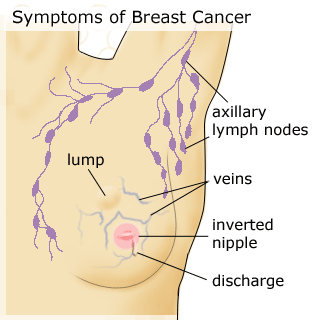 Symptoms of Breast Cancer
axillary
lymph nodes
lump
veins
inverted
nipple
discharge